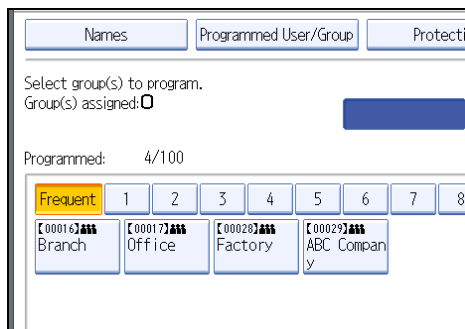 Names Programmed User/Group
Select group(s) to program.
Group(s) assigned:0
Programmed: 4/100
Frequent 1 2 3 4 5 6 7 8
【00016】 【00017】 【00028】 【00029】
Branch Office Factory ABC Compan
y